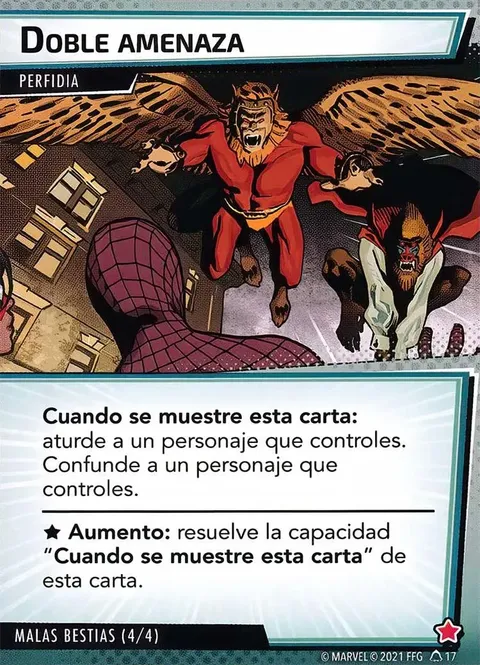 DOBLE AMENAZA
PERFIDIA
Cuando se muestre esta carta:
aturde a un personaje que controles.
Confunde a un personaje que
controles.
★ Aumento: resuelve la capacidad
“Cuando se muestre esta carta” de
esta carta.
MALAS BESTIAS (4/4)
© MARVEL © 2021 FFG 17